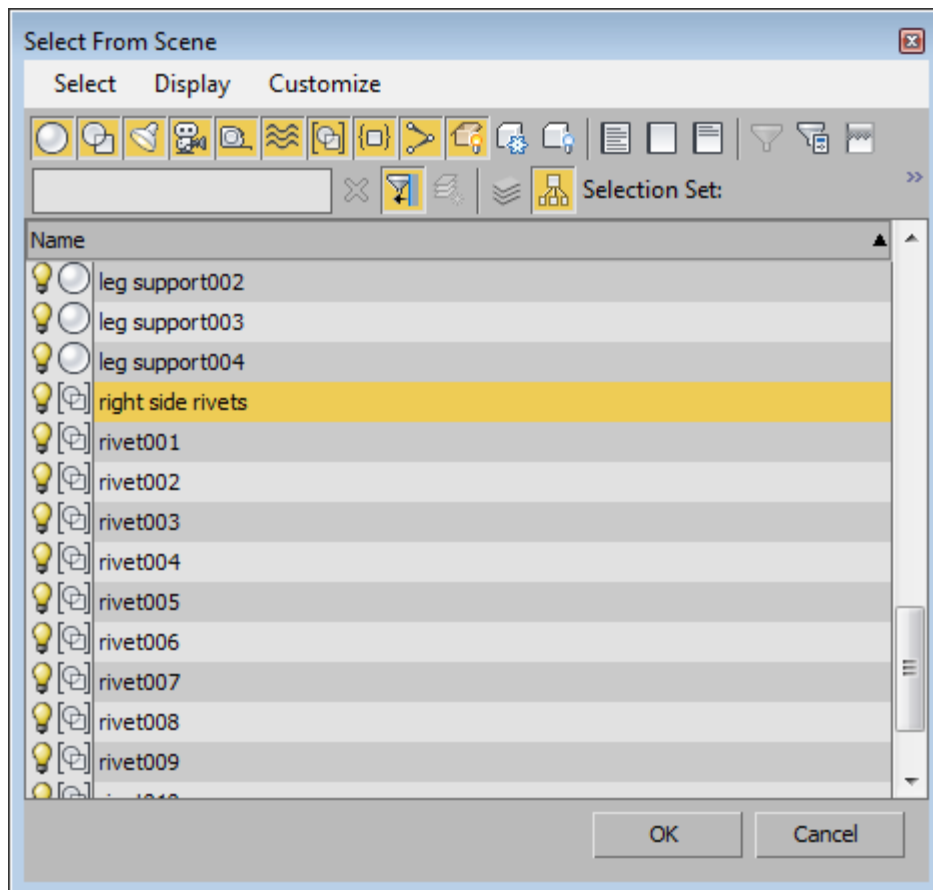 Select From Scene
Select Display Customize
Selection Set:
Name
leg support002
leg support003
leg support004
right side rivets
rivet001
rivet002
rivet003
rivet004
rivet005
rivet006
rivet007
rivet008
rivet009
OK Cancel